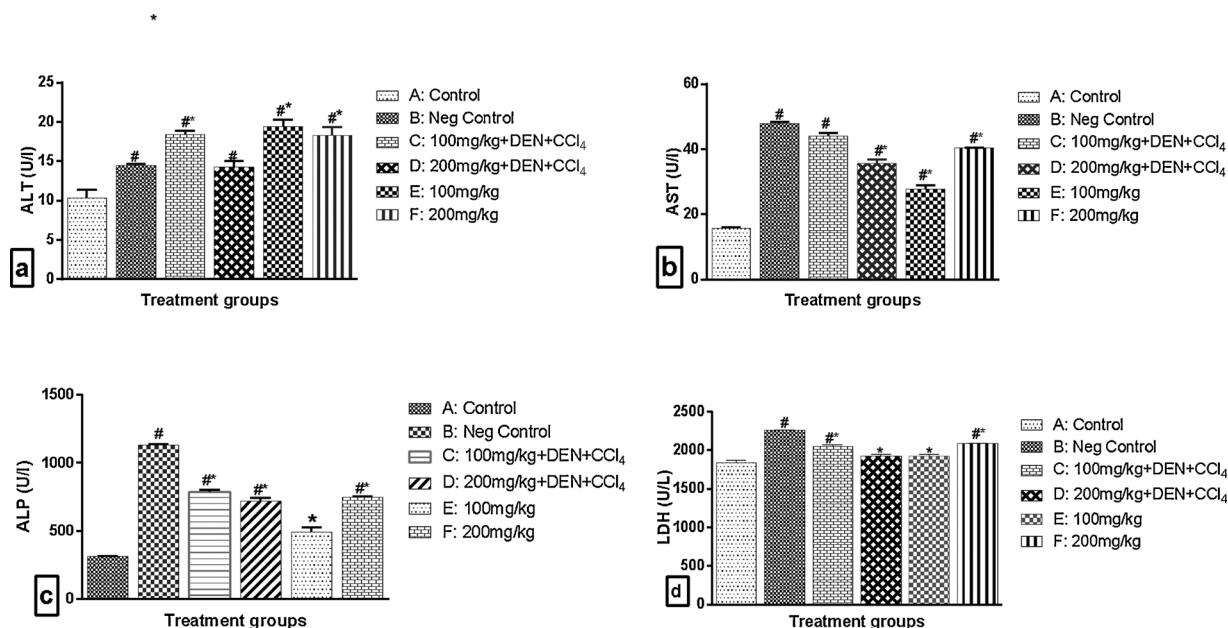 *
25
20
15
10
5
0
ALT (U/l)
#
#*
#
#*
#*
Treatment groups
a
A: Control
B: Neg Control
C: 100mg/kg+DEN+CCl₄
D: 200mg/kg+DEN+CCl₄
E: 100mg/kg
F: 200mg/kg
60
40
20
0
AST (U/l)
#
#
#*
#*
#*
Treatment groups
b
A: Control
B: Neg Control
C: 100mg/kg+DEN+CCl₄
D: 200mg/kg+DEN+CCl₄
E: 100mg/kg
F: 200mg/kg
1500
1000
500
0
ALP (U/l)
#
#*
#*
*
#*
Treatment groups
c
A: Control
B: Neg Control
C: 100mg/kg+DEN+CCl₄
D: 200mg/kg+DEN+CCl₄
E: 100mg/kg
F: 200mg/kg
2500
2000
1500
1000
500
0
LDH (U/L)
#
#*
*
*
#*
Treatment groups
d
A: Control
B: Neg Control
C: 100mg/kg+DEN+CCl₄
D: 200mg/kg+DEN+CCl₄
E: 100mg/kg
F: 200mg/kg